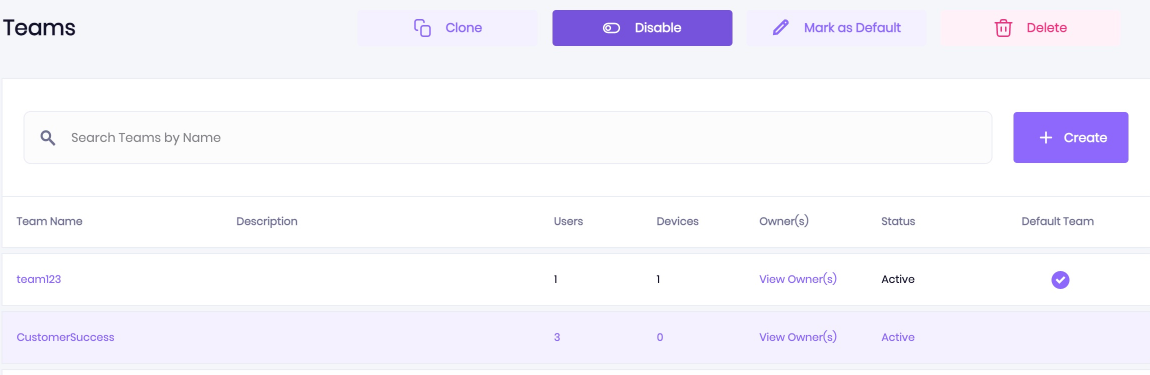 Teams
Clone
Disable
Mark as Default
Delete
Search Teams by Name
Create
Team Name Description Users Devices Owner(s) Status Default Team
team123 1 1 View Owner(s) Active
CustomerSuccess 3 0 View Owner(s) Active